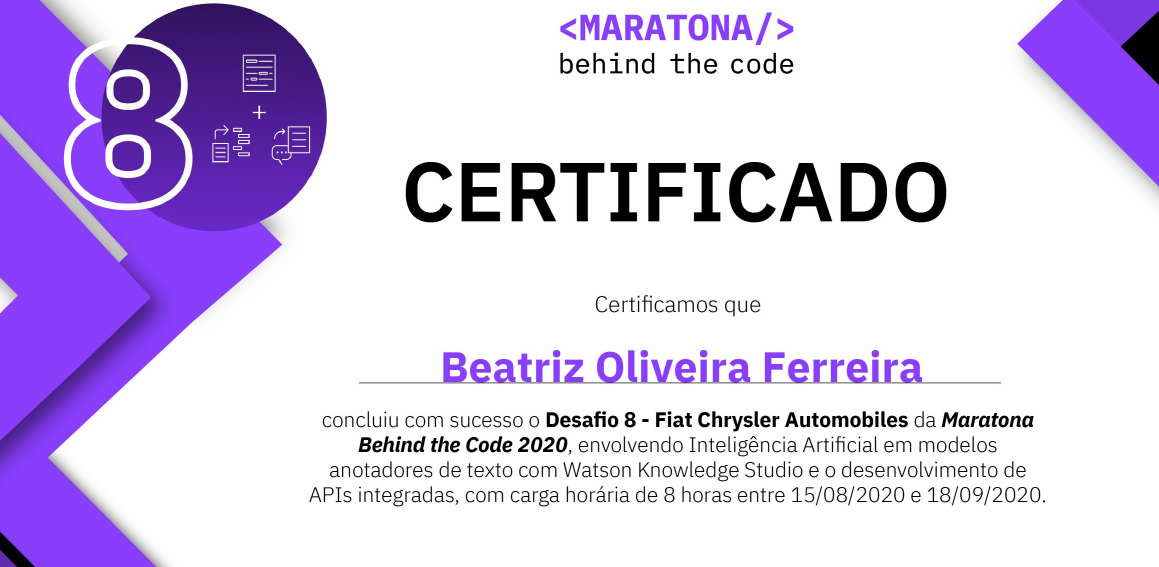 <MARATONA/>
behind the code
8
+
CERTIFICADO
Certificamos que
Beatriz Oliveira Ferreira
concluiu com sucesso o Desafio 8 - Fiat Chrysler Automobiles da Maratona
Behind the Code 2020, envolvendo Inteligência Artificial em modelos
anotadores de texto com Watson Knowledge Studio e o desenvolvimento de
APIs integradas, com carga horária de 8 horas entre 15/08/2020 e 18/09/2020.